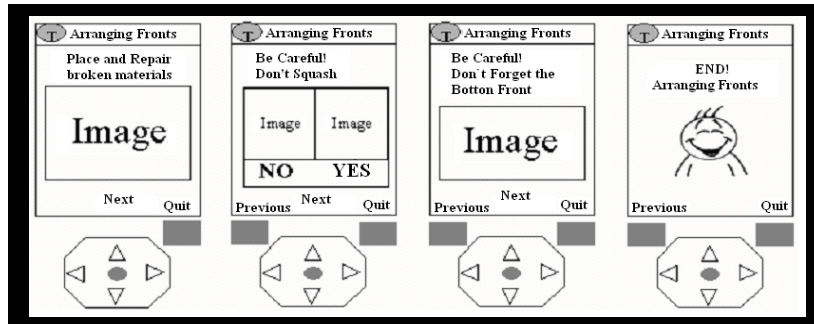 T Arranging Fronts
Place and Repair
broken materials
Image
Next
Quit
T Arranging Fronts
Be Careful!
Don't Squash
Image Image
NO YES
Next
Previous Quit
T Arranging Fronts
Be Careful!
Don`t Forget the
Botton Front
Image
Next
Previous Quit
T Arranging Fronts
END!
Arranging Fronts
Previous Quit